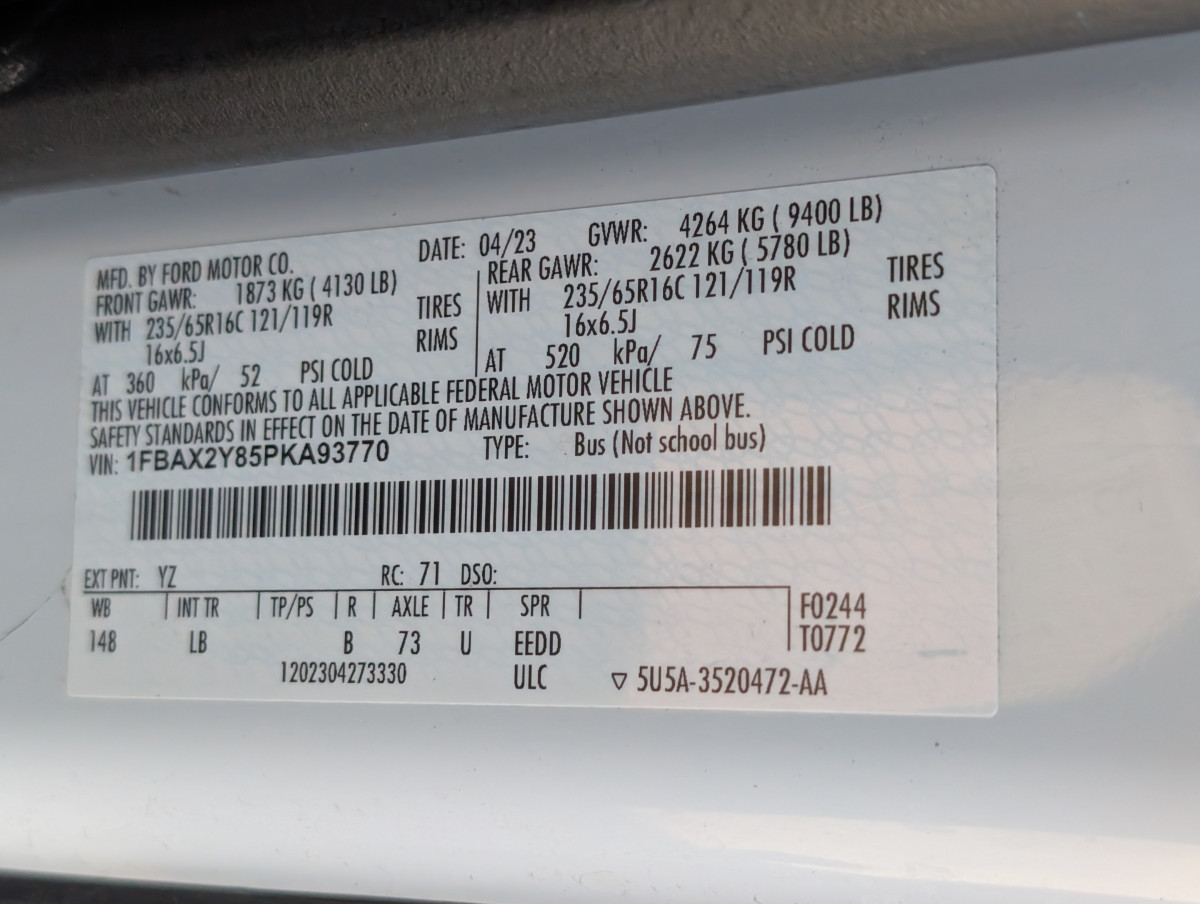 MFD. BY FORD MOTOR CO. DATE: 04/23 GVWR: 4264 KG ( 9400 LB)
FRONT GAWR: 1873 KG ( 4130 LB)
WITH 235/65R16C 121/119R TIRES
16x6.5J RIMS
AT 360 kPa/ 52 PSI COLD
REAR GAWR: 2622 KG ( 5780 LB)
WITH 235/65R16C 121/119R TIRES
16x6.5J RIMS
AT 520 kPa/ 75 PSI COLD
THIS VEHICLE CONFORMS TO ALL APPLICABLE FEDERAL MOTOR VEHICLE
SAFETY STANDARDS IN EFFECT ON THE DATE OF MANUFACTURE SHOWN ABOVE.
VIN: 1FBAX2Y85PKA93770 TYPE: Bus (Not school bus)
EXT PNT: YZ RC: 71 DSO:
WB INT TR TP/PS R AXLE TR SPR F0244
148 LB B 73 U EEDD T0772
1202304273330 ULC ▽ 5U5A-3520472-AA